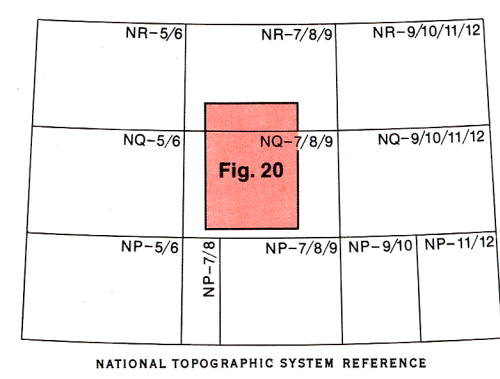 NR-5/6
NR-7/8/9
NR-9/10/11/12
NQ-5/6
NQ-7/8/9
NQ-9/10/11/12
Fig. 20
NP-5/6
NP-7/8
NP-7/8/9
NP-9/10
NP-11/12
NATIONAL TOPOGRAPHIC SYSTEM REFERENCE